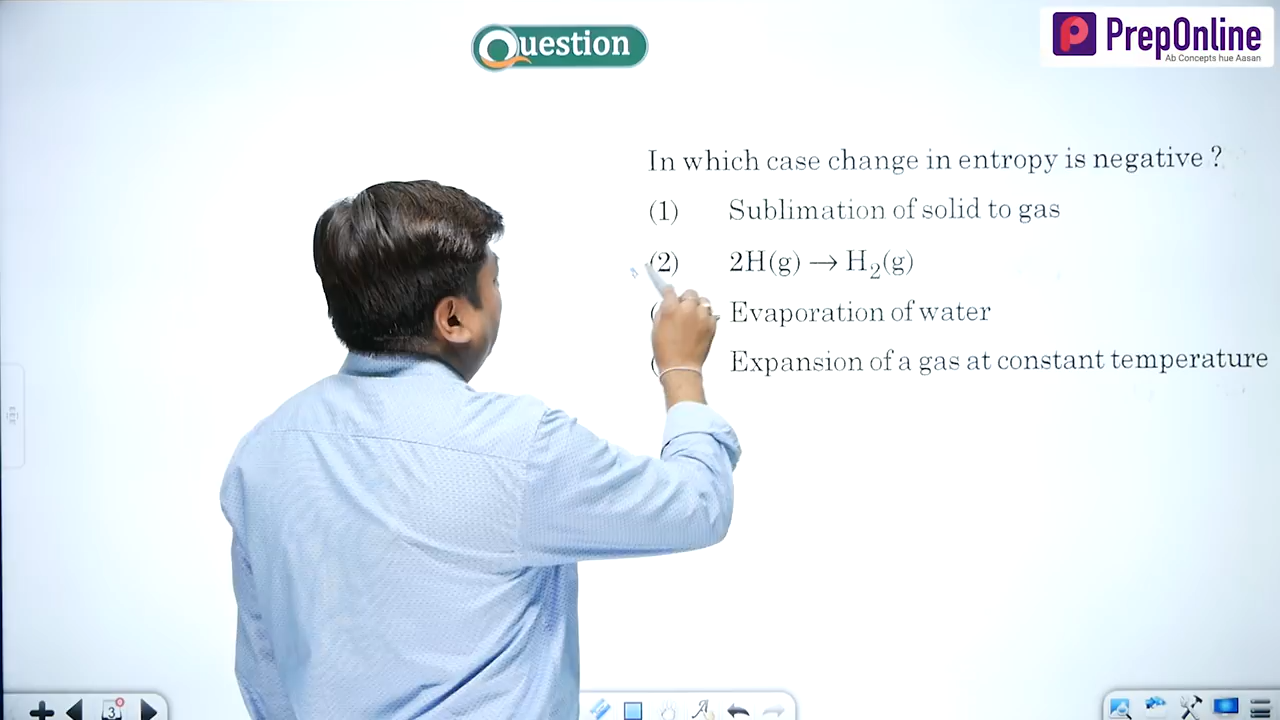 Question
PrepOnline
Ab Concepts hue Aasan
In which case change in entropy is negative ?
(1) Sublimation of solid to gas
(2) 2H(g) → H₂(g)
Evaporation of water
Expansion of a gas at constant temperature
3